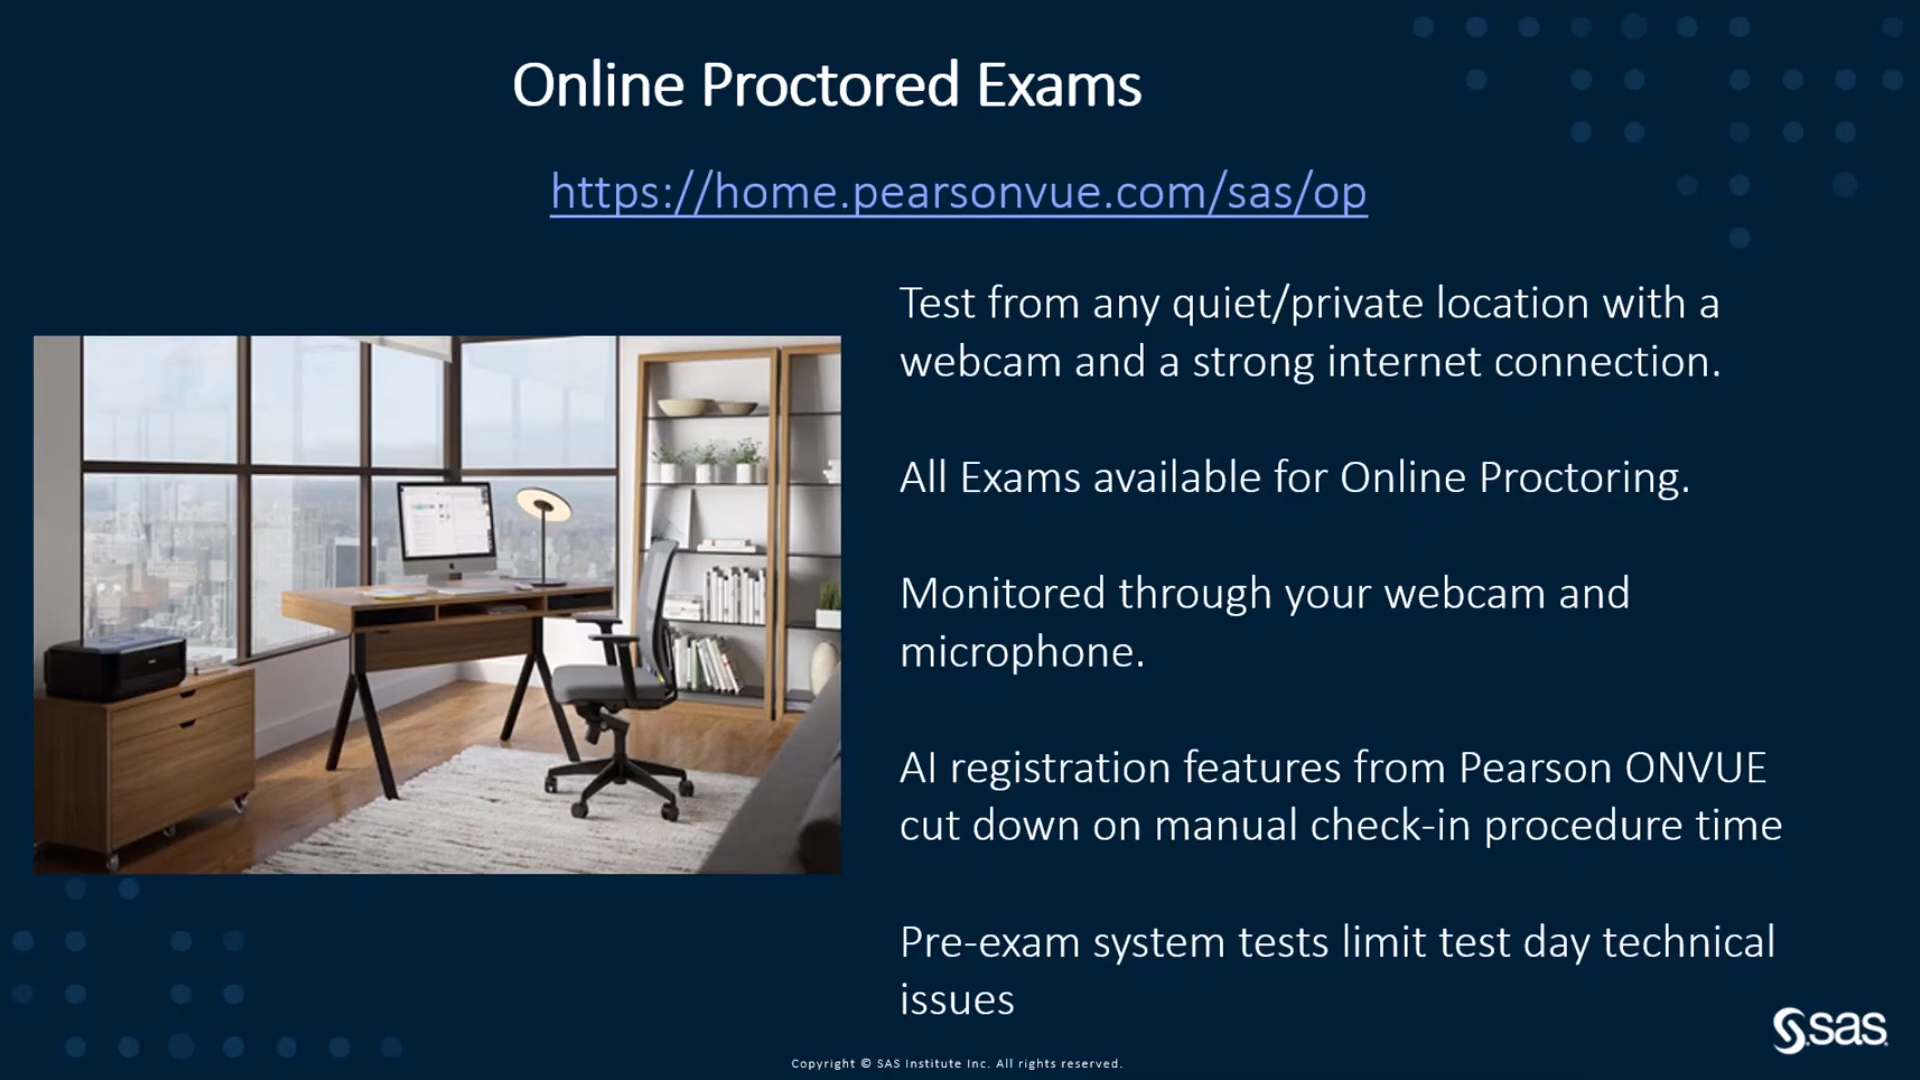 Online Proctored Exams
https://home.pearsonvue.com/sas/op
Test from any quiet/private location with a
webcam and a strong internet connection.
All Exams available for Online Proctoring.
Monitored through your webcam and
microphone.
AI registration features from Pearson ONVUE
cut down on manual check-in procedure time
Pre-exam system tests limit test day technical
issues
sas
Copyright © SAS Institute Inc. All rights reserved.